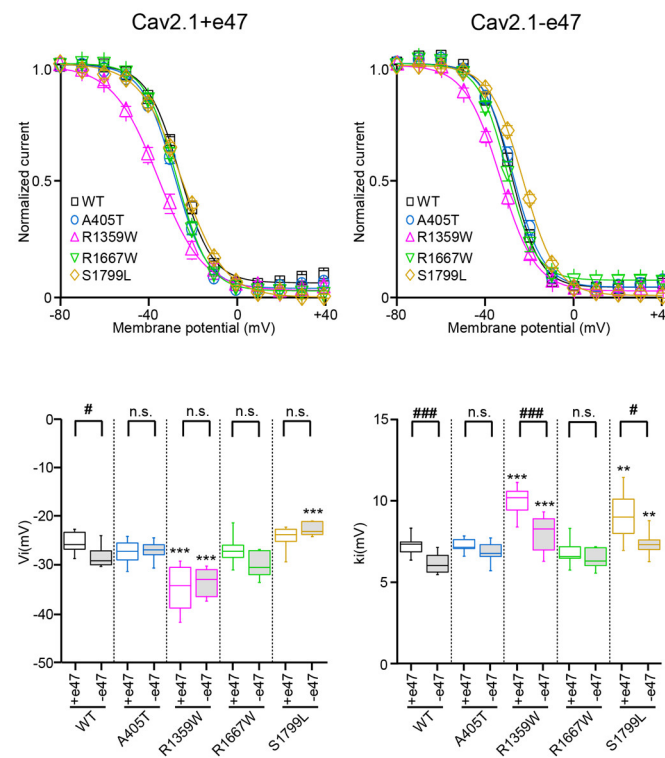 Cav2.1+e47
Cav2.1-e47
1.0
0.5
0
Normalized current
WT
A405T
R1359W
R1667W
S1799L
-80
-40
0
+40
Membrane potential (mV)
1.0
0.5
0
Normalized current
WT
A405T
R1359W
R1667W
S1799L
-80
-40
0
+4
Membrane potential (mV)
0
-10
-20
-30
-40
-50
Vi(mV)
# n.s. n.s. n.s. n.s.
*** *** ***
+e47 -e47 +e47 -e47 +e47 -e47 +e47 -e47 +e47 -e47
WT A405T R1359W R1667W S1799L
15
10
5
0
ki(mV)
### n.s. ### n.s. #
*** *** ** **
+e47 -e47 +e47 -e47 +e47 -e47 +e47 -e47 +e47 -e47
WT A405T R1359W R1667W S1799L